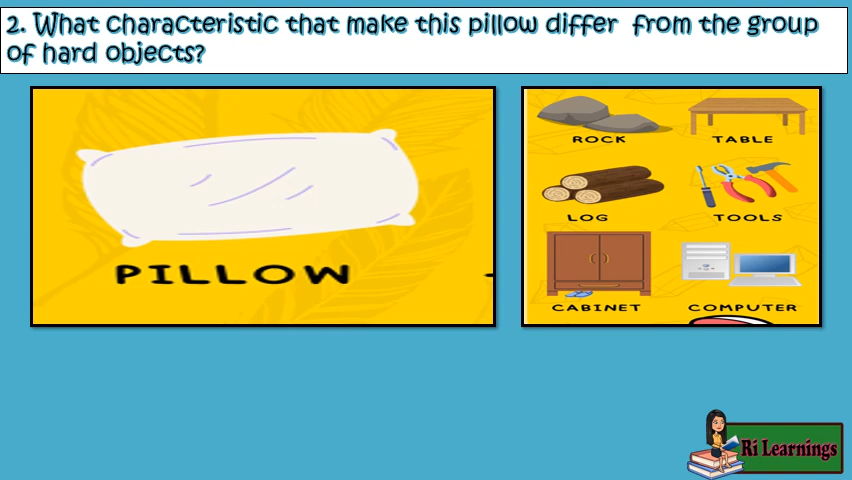 2. What characteristic that make this pillow differ from the group
of hard objects?
PILLOW
ROCK
TABLE
LOG
TOOLS
CABINET
COMPUTER
Ri Learnings